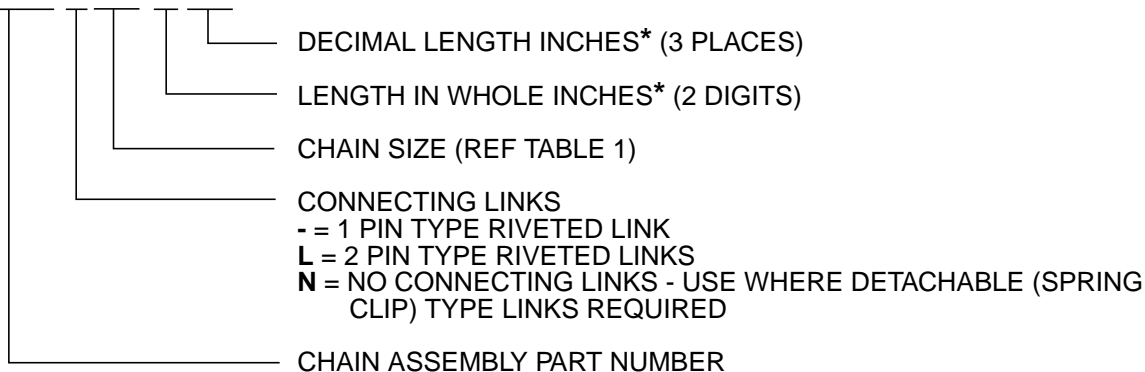 DECIMAL LENGTH INCHES* (3 PLACES)
LENGTH IN WHOLE INCHES* (2 DIGITS)
CHAIN SIZE (REF TABLE 1)
CONNECTING LINKS
- = 1 PIN TYPE RIVETED LINK
L = 2 PIN TYPE RIVETED LINKS
N = NO CONNECTING LINKS - USE WHERE DETACHABLE (SPRING
CLIP) TYPE LINKS REQUIRED
CHAIN ASSEMBLY PART NUMBER